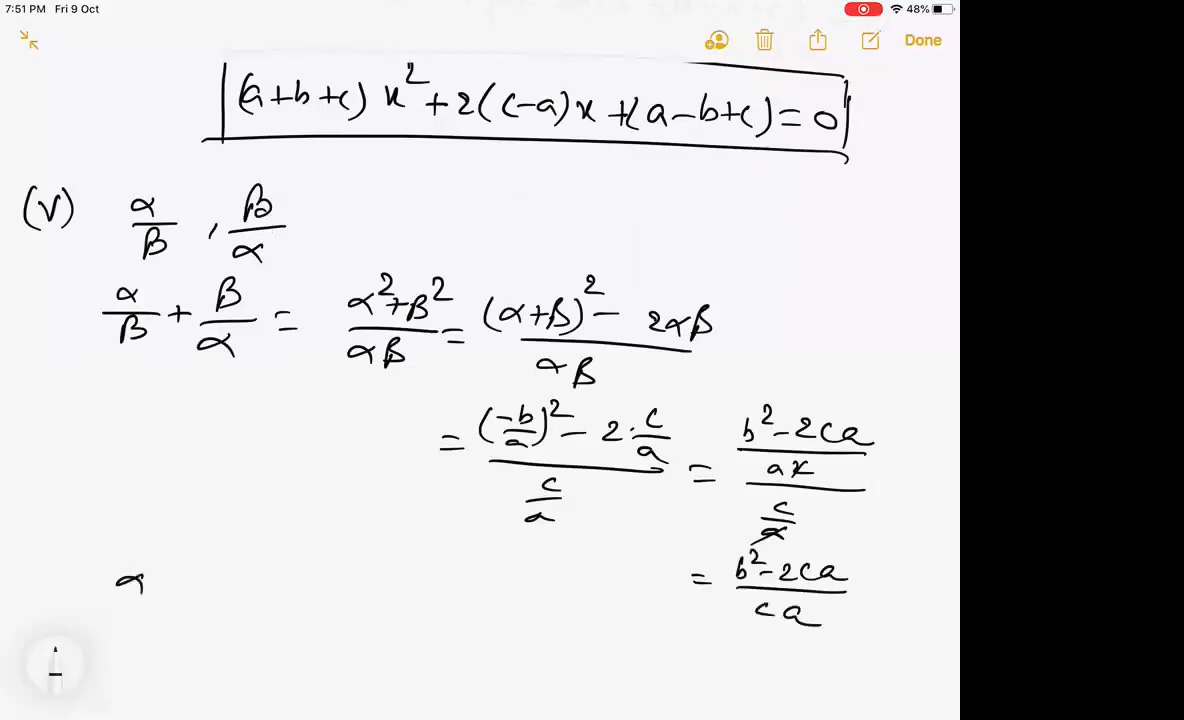 7:51 PM Fri 9 Oct 48%
Done
(a+b+c) x² + 2(c-a)x + (a-b+c) = 0
(V) α/β , β/α
α/β + β/α = (α²+β²)/(αβ) = ((α+β)² - 2αβ)/(αβ)
= ((-b/a)² - 2·c/a)/(c/a) = ((b²-2ca)/(a²))/(c/a)
= (b²-2ca)/(ca)
α